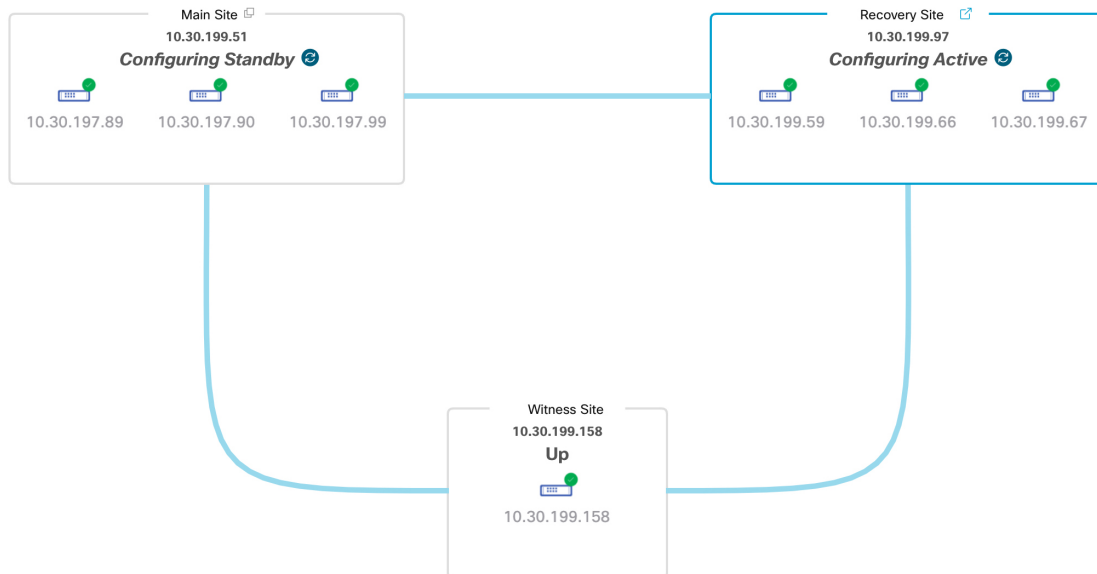 Main Site
10.30.199.51
Configuring Standby
10.30.197.89 10.30.197.90 10.30.197.99
Recovery Site
10.30.199.97
Configuring Active
10.30.199.59 10.30.199.66 10.30.199.67
Witness Site
10.30.199.158
Up
10.30.199.158